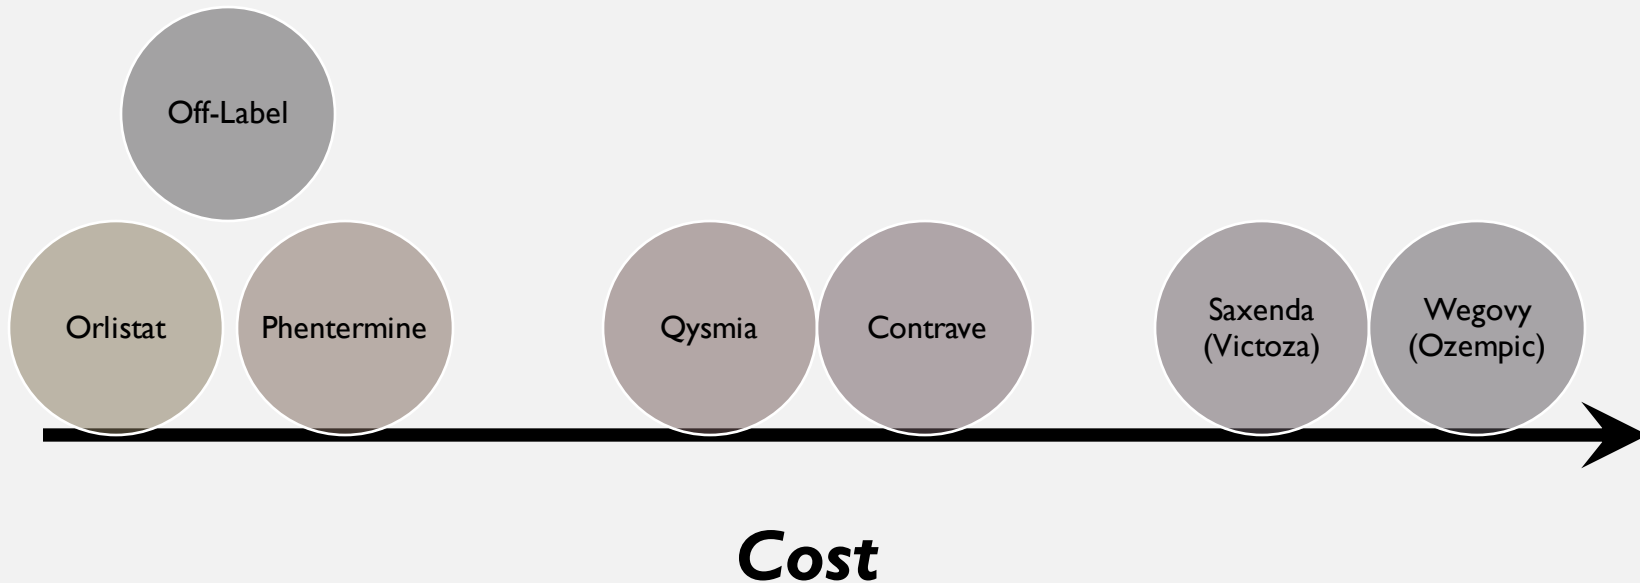 Off-Label
Orlistat
Phentermine
Qysmia
Contrave
Saxenda
(Victoza)
Wegovy
(Ozempic)
Cost